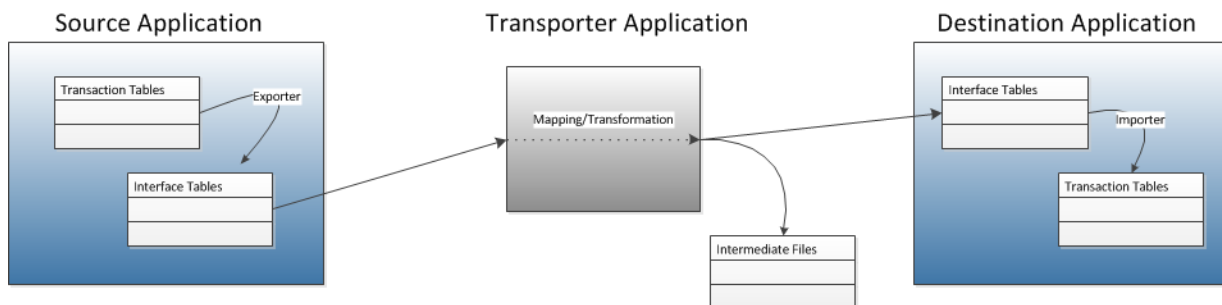 Source Application
Transporter Application
Destination Application
Transaction Tables
Exporter
Interface Tables
Mapping/Transformation
Intermediate Files
Interface Tables
Importer
Transaction Tables